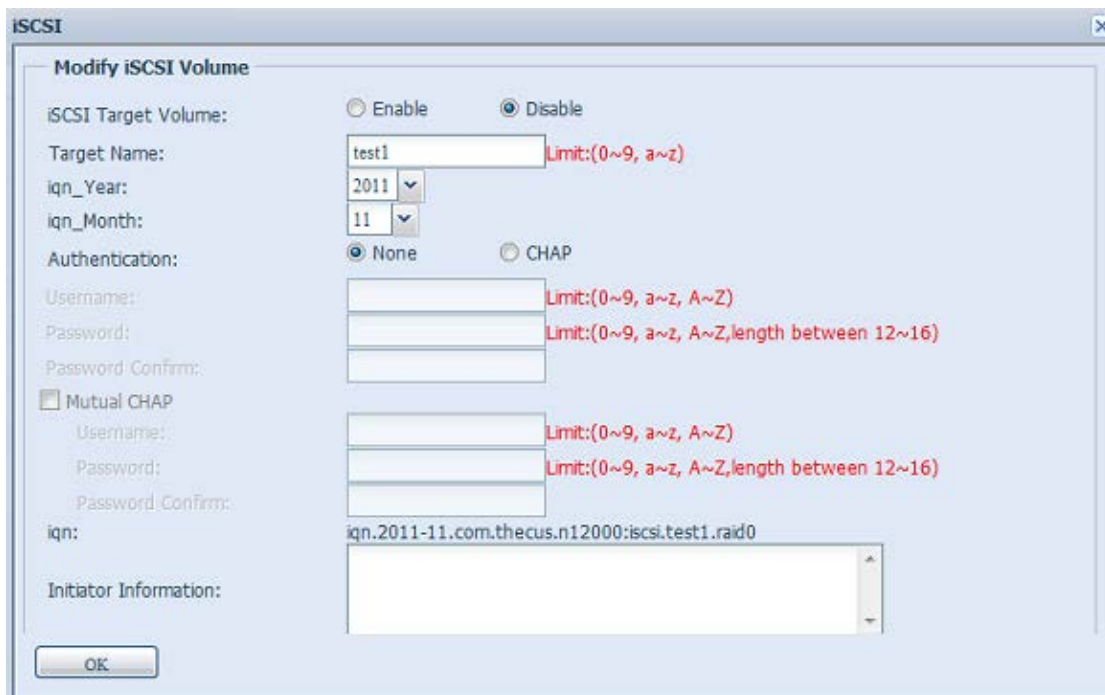 iSCSI
Modify iSCSI Volume
iSCSI Target Volume: Enable Disable
Target Name: test1 Limit:(0~9, a~z)
iqn_Year: 2011
iqn_Month: 11
Authentication: None CHAP
Username: Limit:(0~9, a~z, A~Z)
Password: Limit:(0~9, a~z, A~Z,length between 12~16)
Password Confirm:
Mutual CHAP
Username: Limit:(0~9, a~z, A~Z)
Password: Limit:(0~9, a~z, A~Z,length between 12~16)
Password Confirm:
iqn: iqn.2011-11.com.thecus.n12000:iscsi.test1.raid0
Initiator Information:
OK